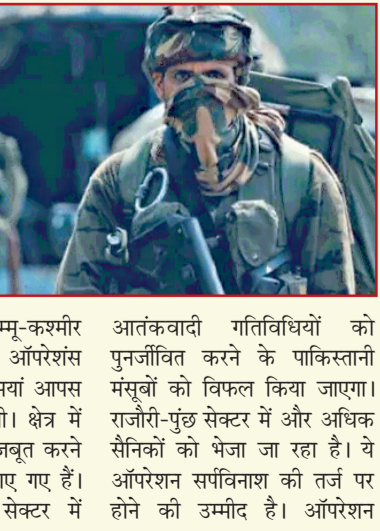 म्मू-कश्मीर
ऑपरेशंस
आपस
क्षेत्र में
करने
गए हैं।
सेक्टर में
आतंकवादी गतिविधियों को
पुनर्जीवित करने के पाकिस्तानी
मंसूबों को विफल किया जाएगा।
राजौरी-पुंछ सेक्टर में और अधिक
सैनिकों को भेजा जा रहा है। ये
ऑपरेशन सर्पविनाश की तर्ज पर
होने की उम्मीद है। ऑपरेशन